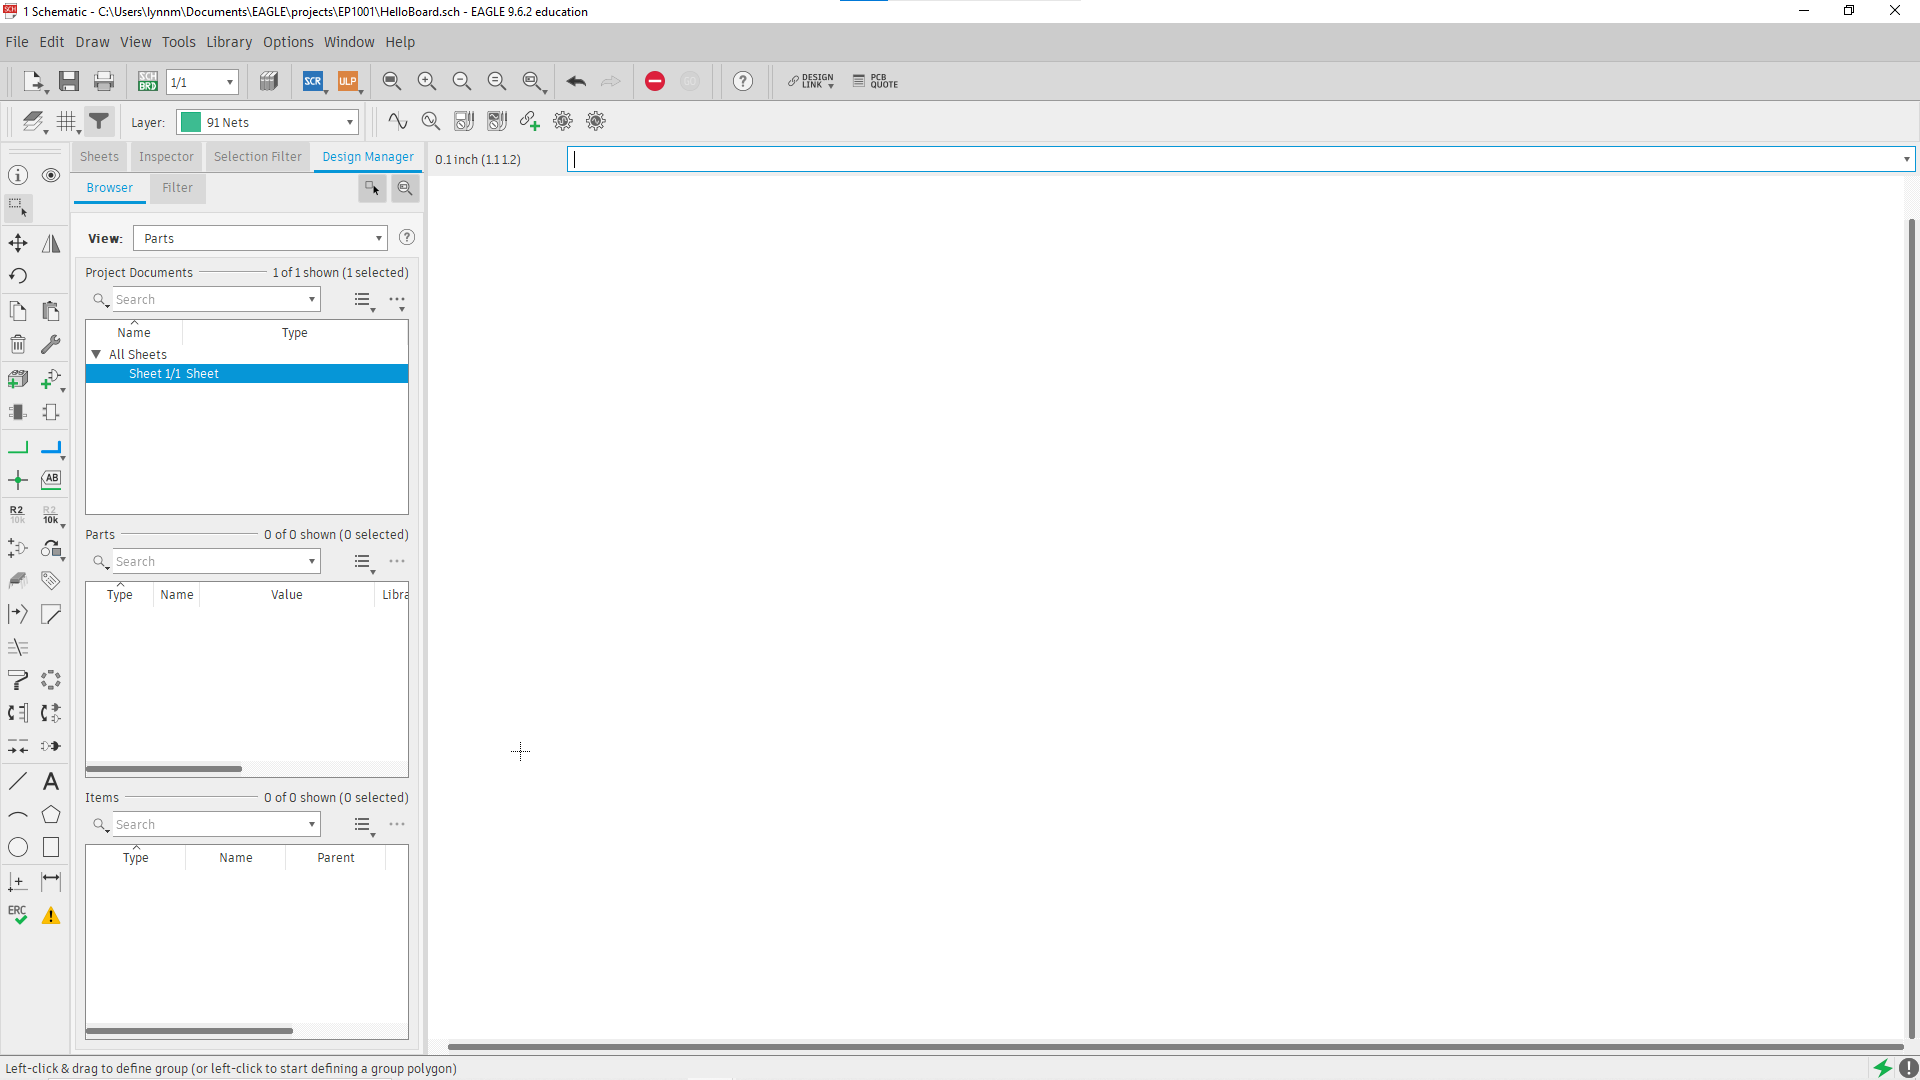 1 Schematic - C:\Users\lynnm\Documents\EAGLE\projects\EP1001\HelloBoard.sch - EAGLE 9.6.2 education
File Edit Draw View Tools Library Options Window Help
SCH BRD 1/1 SCR ULP GO ? DESIGN LINK PCB QUOTE
Layer: 91 Nets
Sheets Inspector Selection Filter Design Manager
0.1 inch (1.1 1.2)
Browser Filter
View: Parts ?
Project Documents 1 of 1 shown (1 selected)
Search
Name Type
All Sheets
Sheet 1/1 Sheet
Parts 0 of 0 shown (0 selected)
Search
Type Name Value Libra
Items 0 of 0 shown (0 selected)
Search
Type Name Parent
AB
R2 10k R2 10k
A
ERC
Left-click & drag to define group (or left-click to start defining a group polygon)